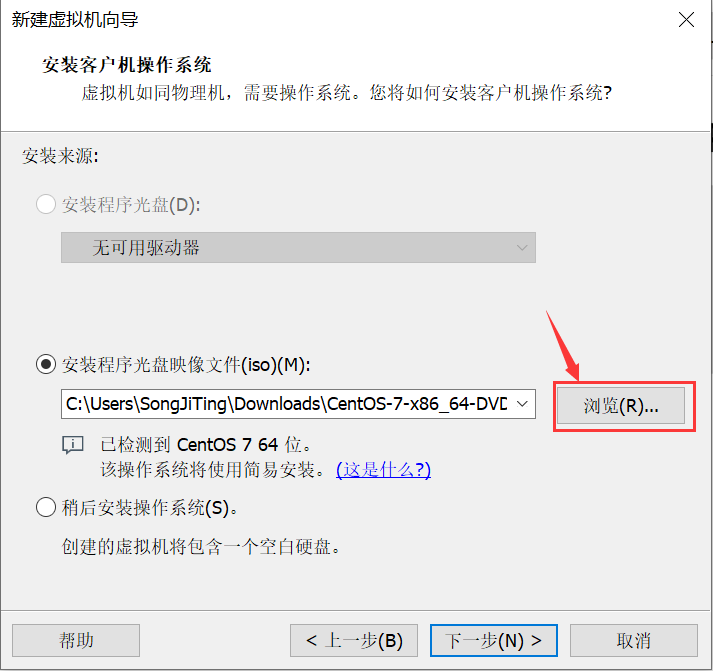 新建虚拟机向导
安装客户机操作系统
虚拟机如同物理机，需要操作系统。您将如何安装客户机操作系统?
安装来源:
安装程序光盘(D):
无可用驱动器
安装程序光盘映像文件(iso)(M):
C:\Users\SongJiTing\Downloads\CentOS-7-x86_64-DVD
浏览(R)...
已检测到 CentOS 7 64 位。
该操作系统将使用简易安装。(这是什么?)
稍后安装操作系统(S)。
创建的虚拟机将包含一个空白硬盘。
帮助
< 上一步(B)
下一步(N) >
取消